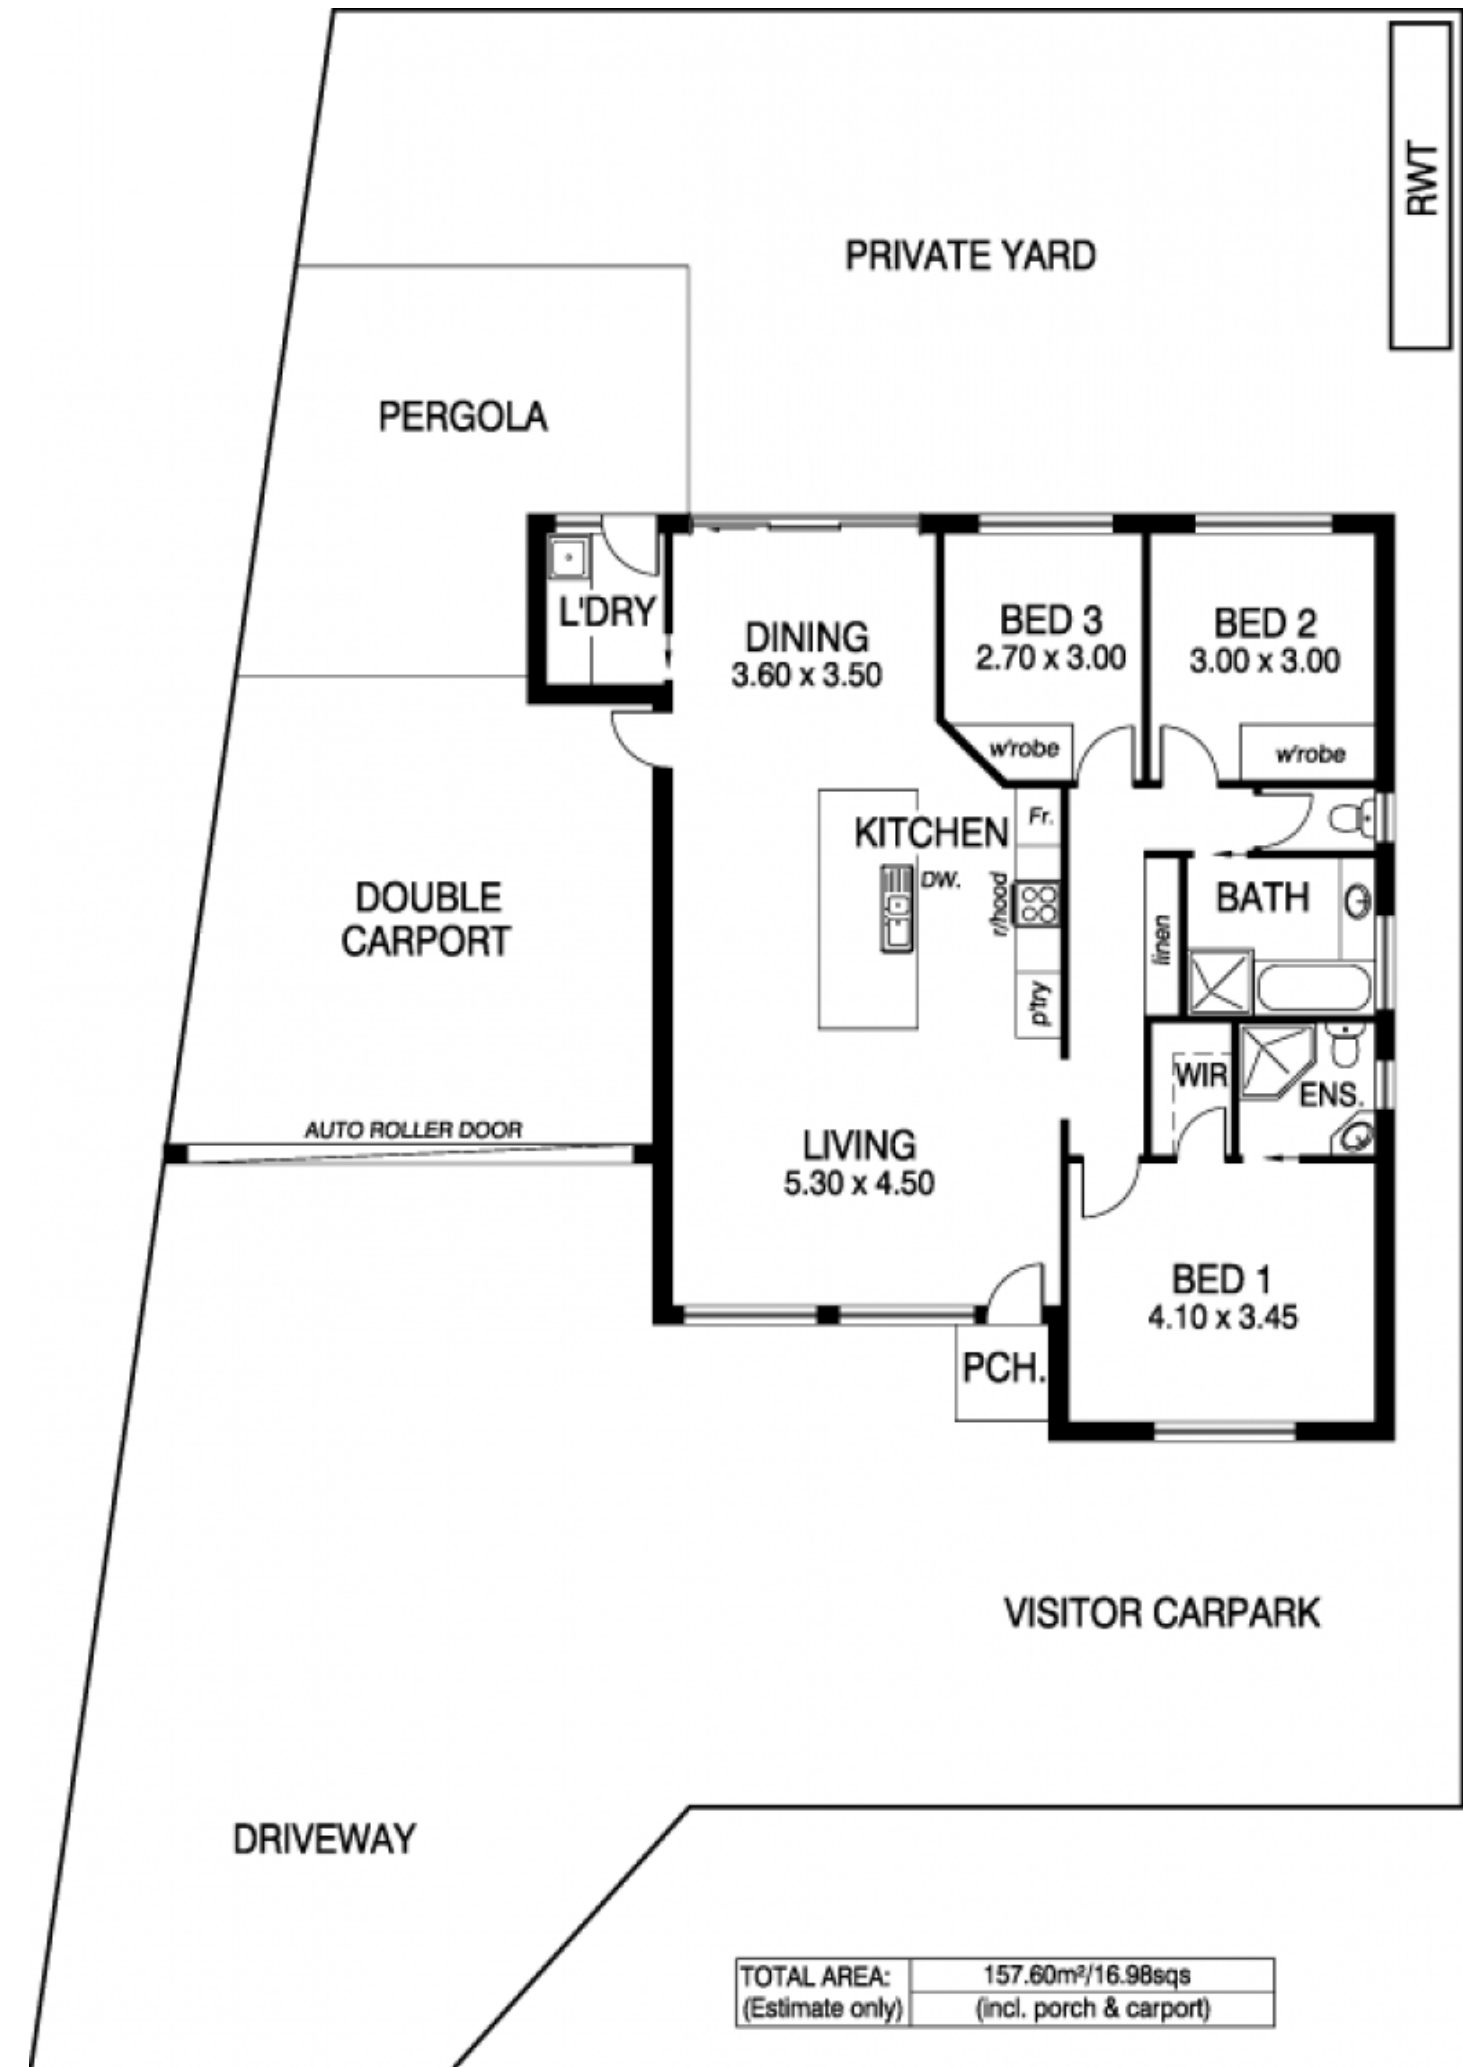 RWT
PRIVATE YARD
PERGOLA
L'DRY
DINING
3.60 x 3.50
BED 3
2.70 x 3.00
BED 2
3.00 x 3.00
w'robe
w'robe
KITCHEN
Fr.
DW.
r/hood
p'try
DOUBLE
CARPORT
linen
BATH
WIR
ENS.
AUTO ROLLER DOOR
LIVING
5.30 x 4.50
BED 1
4.10 x 3.45
PCH.
VISITOR CARPARK
DRIVEWAY
TOTAL AREA: 157.60m²/16.98sqs
(Estimate only) (incl. porch & carport)